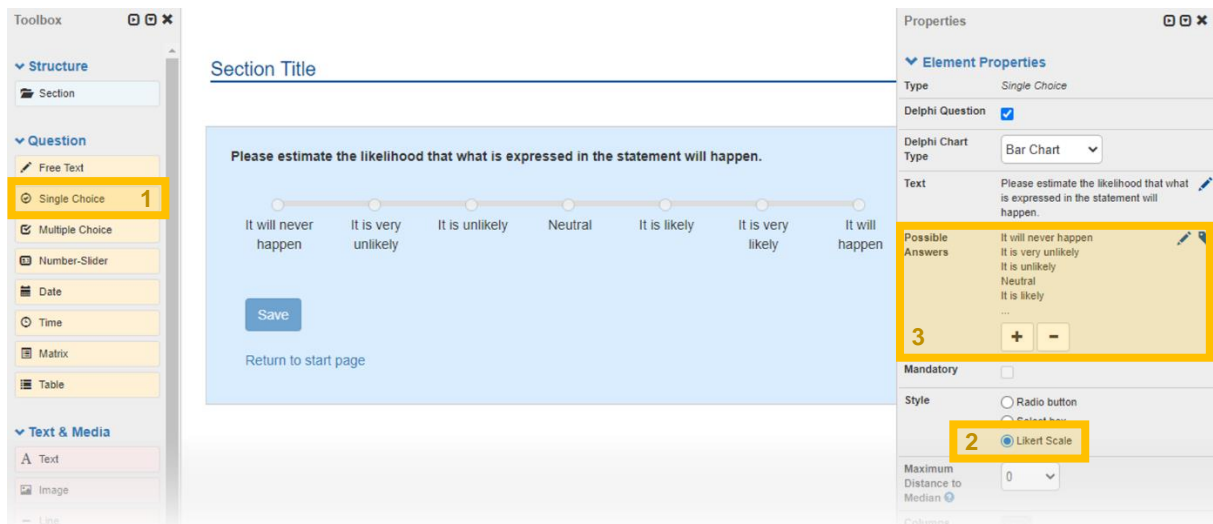 Toolbox
Structure
Section
Question
Free Text
Single Choice
1
Multiple Choice
Number-Slider
Date
Time
Matrix
Table
Text & Media
A Text
Image
Line
Section Title
Please estimate the likelihood that what is expressed in the statement will happen.
It will never
happen
It is very
unlikely
It is unlikely
Neutral
It is likely
It is very
likely
It will
happen
Save
Return to start page
Properties
Element Properties
Type
Single Choice
Delphi Question
Delphi Chart
Type
Bar Chart
Text
Please estimate the likelihood that what
is expressed in the statement will
happen.
Possible
Answers
It will never happen
It is very unlikely
It is unlikely
Neutral
It is likely
...
3
+ −
Mandatory
Style
Radio button
Select box
2
Likert Scale
Maximum
Distance to
Median
0
Columns